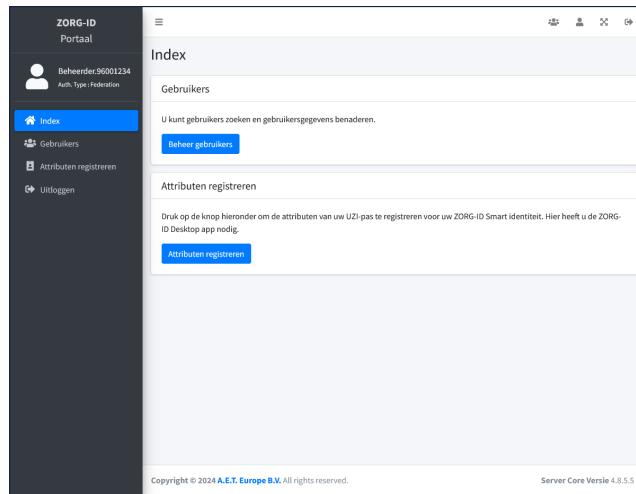 ZORG-ID
Portaal
Beheerder.96001234
Auth. Type : Federation
Index
Gebruikers
Attributen registreren
Uitloggen
Index
Gebruikers
U kunt gebruikers zoeken en gebruikersgegevens benaderen.
Beheer gebruikers
Attributen registreren
Druk op de knop hieronder om de attributen van uw UZI-pas te registreren voor uw ZORG-ID Smart identiteit. Hier heeft u de ZORG-
ID Desktop app nodig.
Attributen registreren
Copyright © 2024 A.E.T. Europe B.V. All rights reserved.
Server Core Versie 4.8.5.5